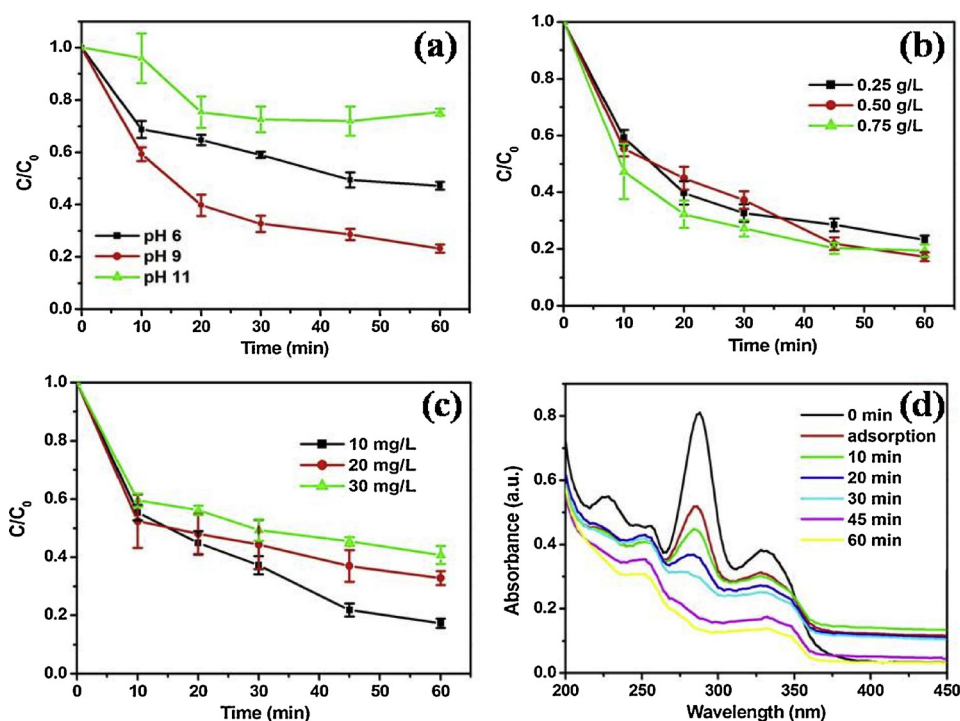 (a)
C/C₀
1.0
0.8
0.6
0.4
0.2
0.0
pH 6
pH 9
pH 11
0 10 20 30 40 50 60
Time (min)
(b)
C/C₀
1.0
0.8
0.6
0.4
0.2
0.0
0.25 g/L
0.50 g/L
0.75 g/L
0 10 20 30 40 50 60
Time (min)
(c)
C/C₀
1.0
0.8
0.6
0.4
0.2
0.0
10 mg/L
20 mg/L
30 mg/L
0 10 20 30 40 50 60
Time (min)
(d)
Absorbance (a.u.)
0.8
0.6
0.4
0.2
0.0
0 min
adsorption
10 min
20 min
30 min
45 min
60 min
200 250 300 350 400 450
Wavelength (nm)